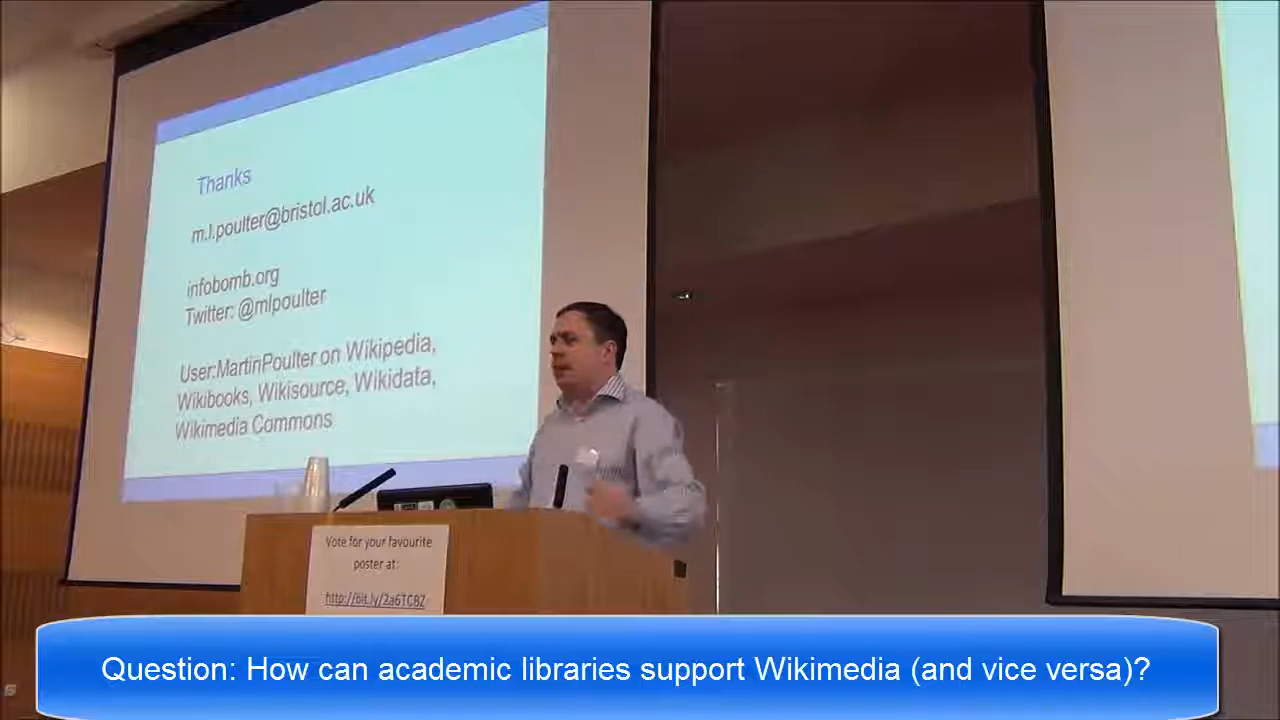 Thanks
m.l.poulter@bristol.ac.uk
infobomb.org
Twitter: @mlpoulter
User:MartinPoulter on Wikipedia,
Wikibooks, Wikisource, Wikidata,
Wikimedia Commons
Vote for your favourite
poster at:
http://bit.ly/2a6TCBZ
Question: How can academic libraries support Wikimedia (and vice versa)?